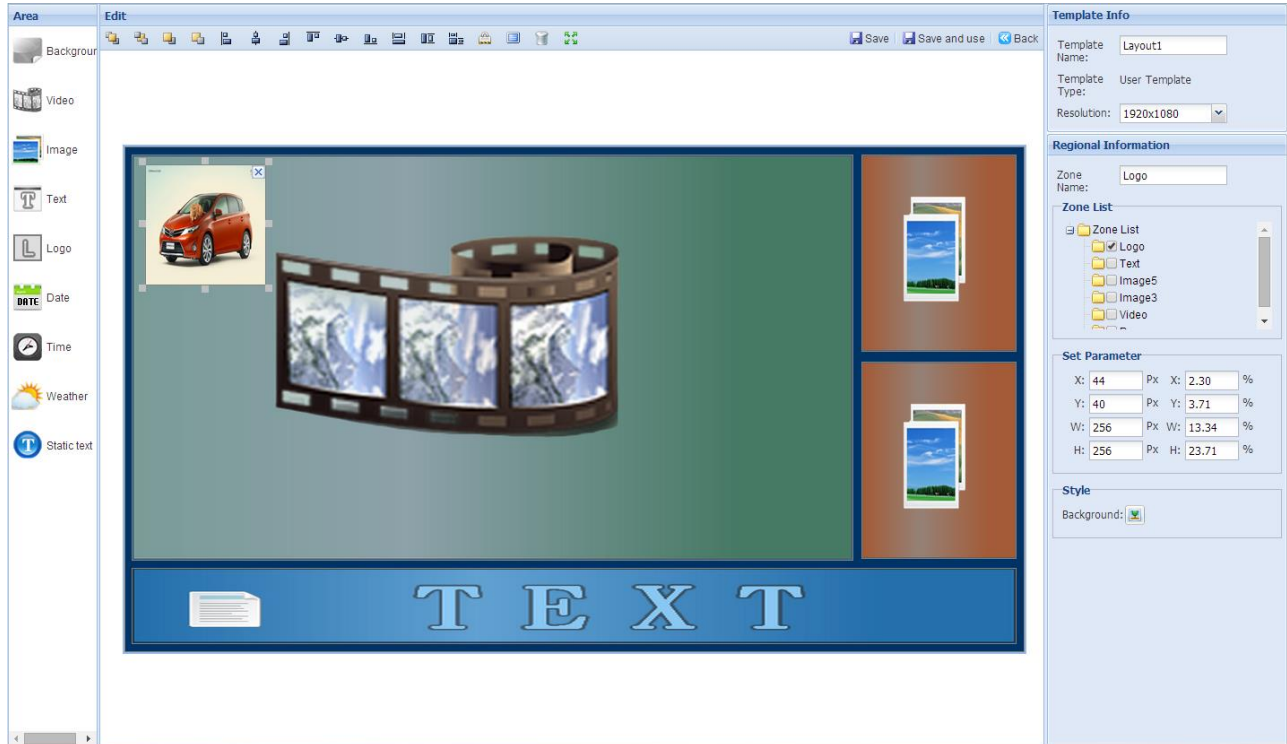 Area
Edit
Template Info
Backgrour
Video
Image
Text
Logo
DATE Date
Time
Weather
T Static text
Save Save and use Back
T E X T
Template Name: Layout1
Template Type: User Template
Resolution: 1920x1080
Regional Information
Zone Name: Logo
Zone List
Zone List
Logo
Text
Image5
Image3
Video
Set Parameter
X: 44 Px X: 2.30 %
Y: 40 Px Y: 3.71 %
W: 256 Px W: 13.34 %
H: 256 Px H: 23.71 %
Style
Background: